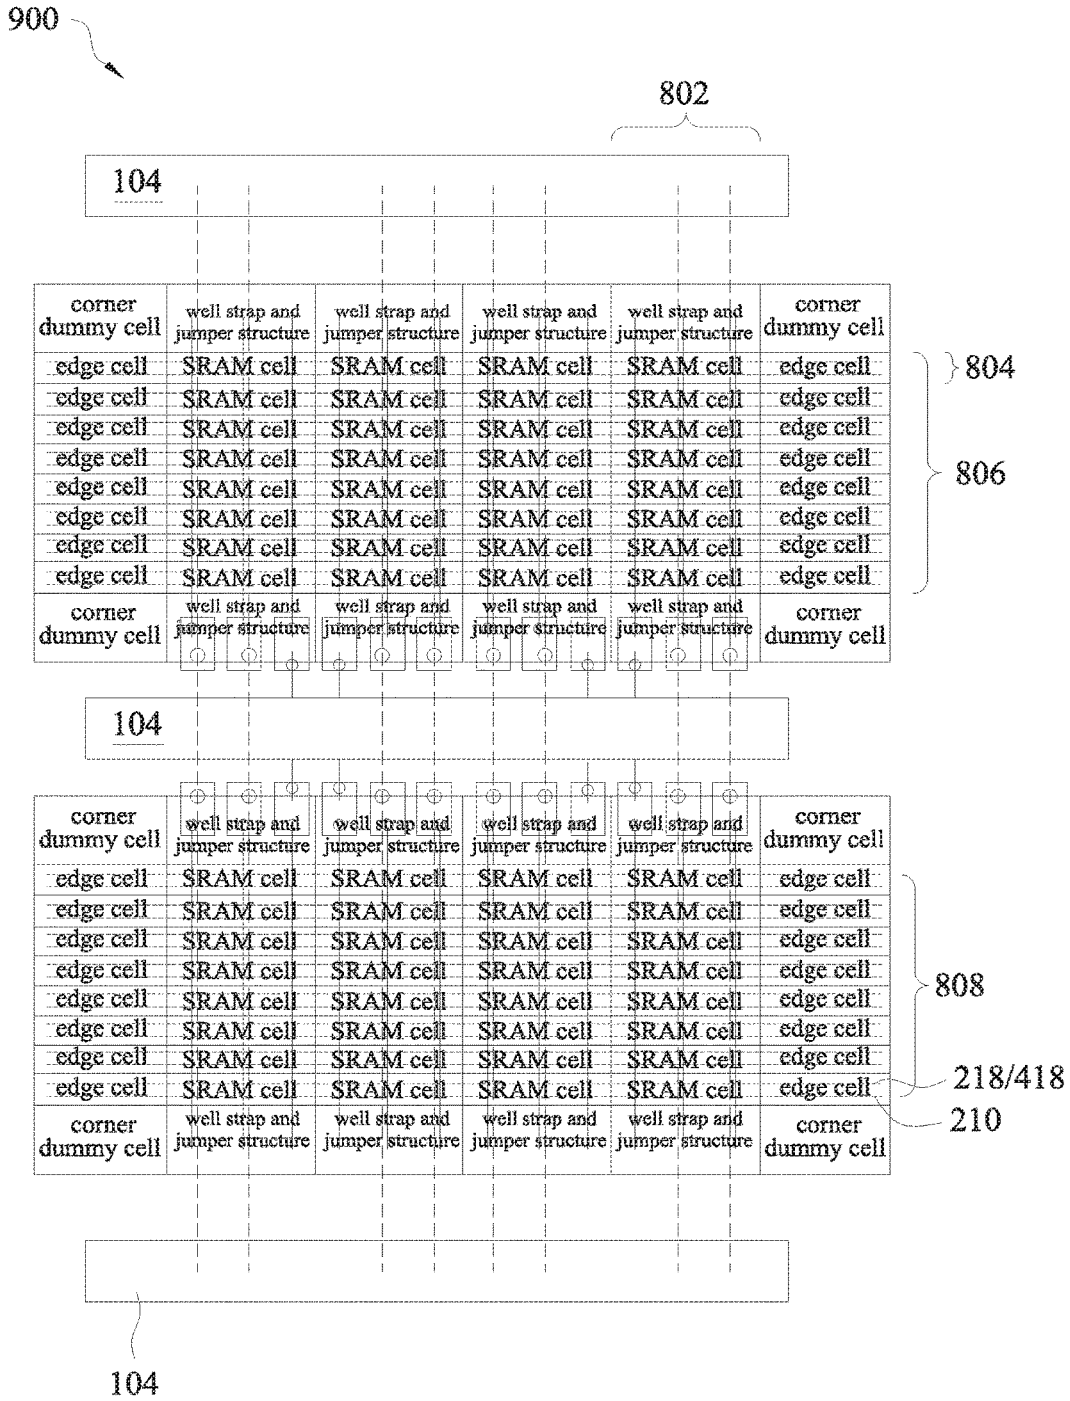 900
802
104
corner well strap and well strap and well strap and well strap and corner
dummy cell jumper structure jumper structure jumper structure jumper structure dummy cell
edge cell SRAM cell SRAM cell SRAM cell SRAM cell edge cell 804
edge cell SRAM cell SRAM cell SRAM cell SRAM cell edge cell
edge cell SRAM cell SRAM cell SRAM cell SRAM cell edge cell
edge cell SRAM cell SRAM cell SRAM cell SRAM cell edge cell 806
edge cell SRAM cell SRAM cell SRAM cell SRAM cell edge cell
edge cell SRAM cell SRAM cell SRAM cell SRAM cell edge cell
edge cell SRAM cell SRAM cell SRAM cell SRAM cell edge cell
edge cell SRAM cell SRAM cell SRAM cell SRAM cell edge cell
corner well strap and well strap and well strap and well strap and corner
dummy cell jumper structure jumper structure jumper structure jumper structure dummy cell
104
corner well strap and well strap and well strap and well strap and corner
dummy cell jumper structure jumper structure jumper structure jumper structure dummy cell
edge cell SRAM cell SRAM cell SRAM cell SRAM cell edge cell
edge cell SRAM cell SRAM cell SRAM cell SRAM cell edge cell
edge cell SRAM cell SRAM cell SRAM cell SRAM cell edge cell
edge cell SRAM cell SRAM cell SRAM cell SRAM cell edge cell 808
edge cell SRAM cell SRAM cell SRAM cell SRAM cell edge cell
edge cell SRAM cell SRAM cell SRAM cell SRAM cell edge cell
edge cell SRAM cell SRAM cell SRAM cell SRAM cell edge cell
edge cell SRAM cell SRAM cell SRAM cell SRAM cell edge cell 218/418
210
corner well strap and well strap and well strap and well strap and corner
dummy cell jumper structure jumper structure jumper structure jumper structure dummy cell
104